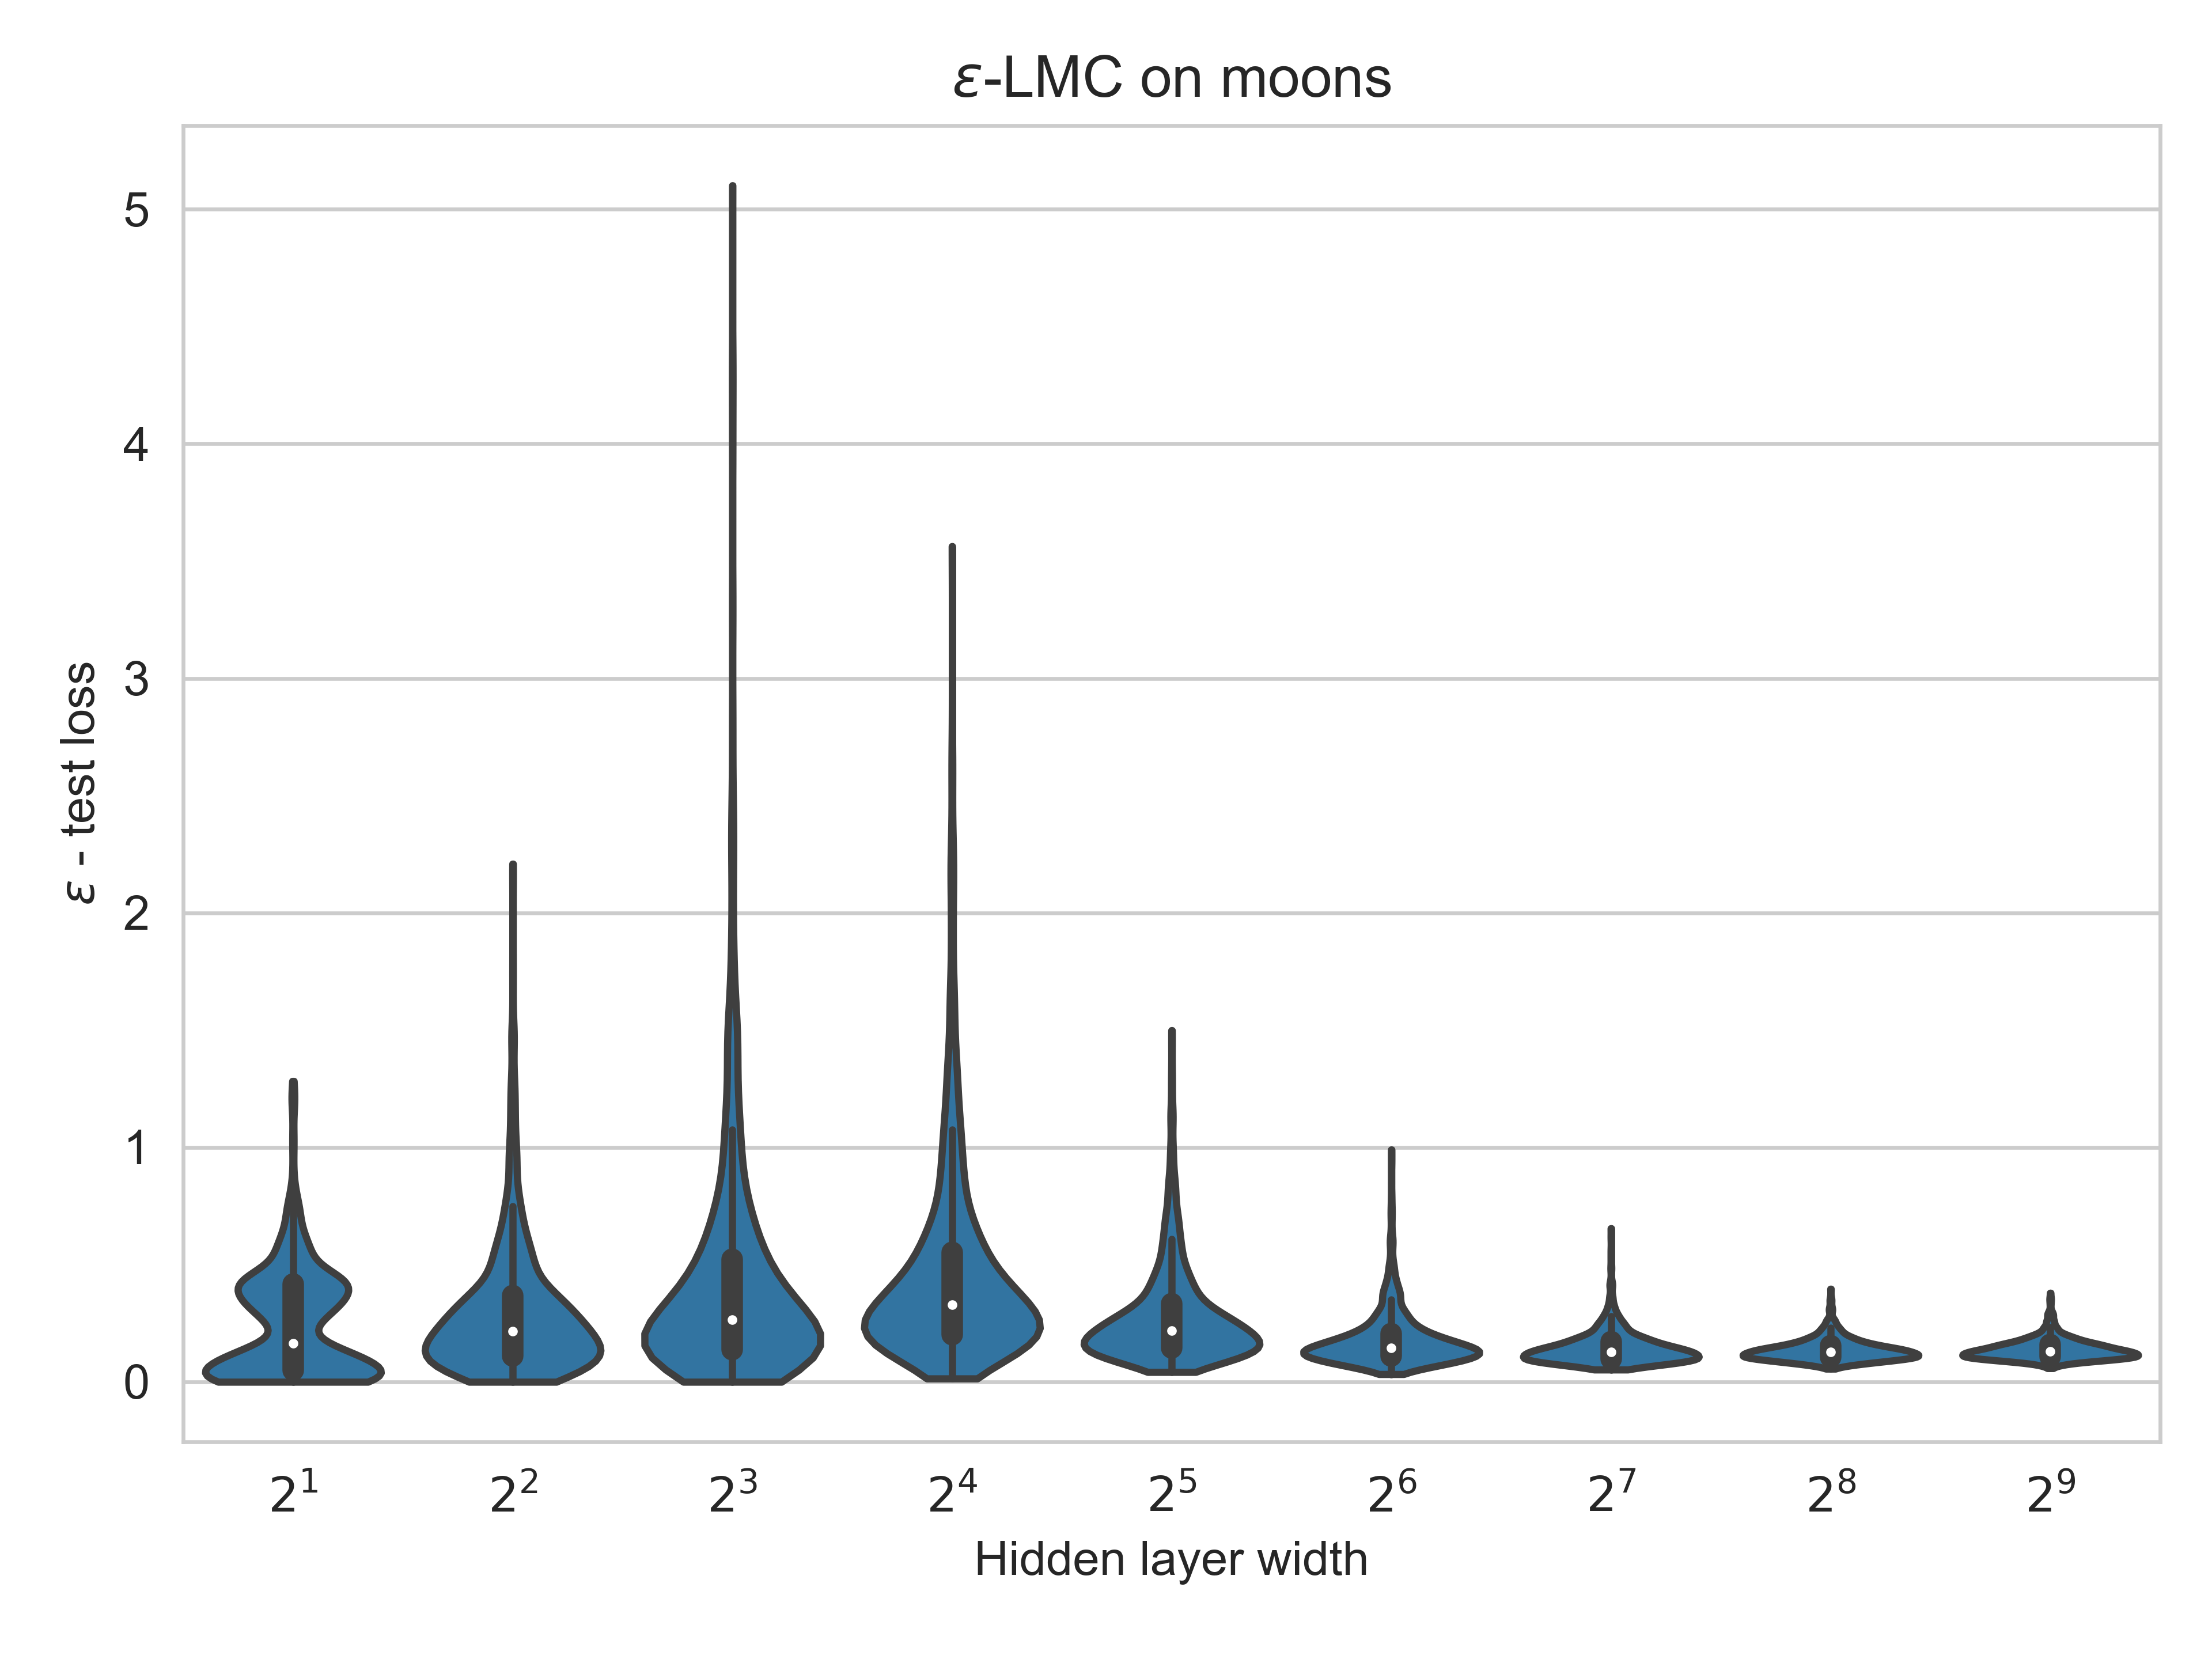 ε-LMC on moons
5
4
3
2
1
0
ε - test loss
2¹ 2² 2³ 2⁴ 2⁵ 2⁶ 2⁷ 2⁸ 2⁹
Hidden layer width